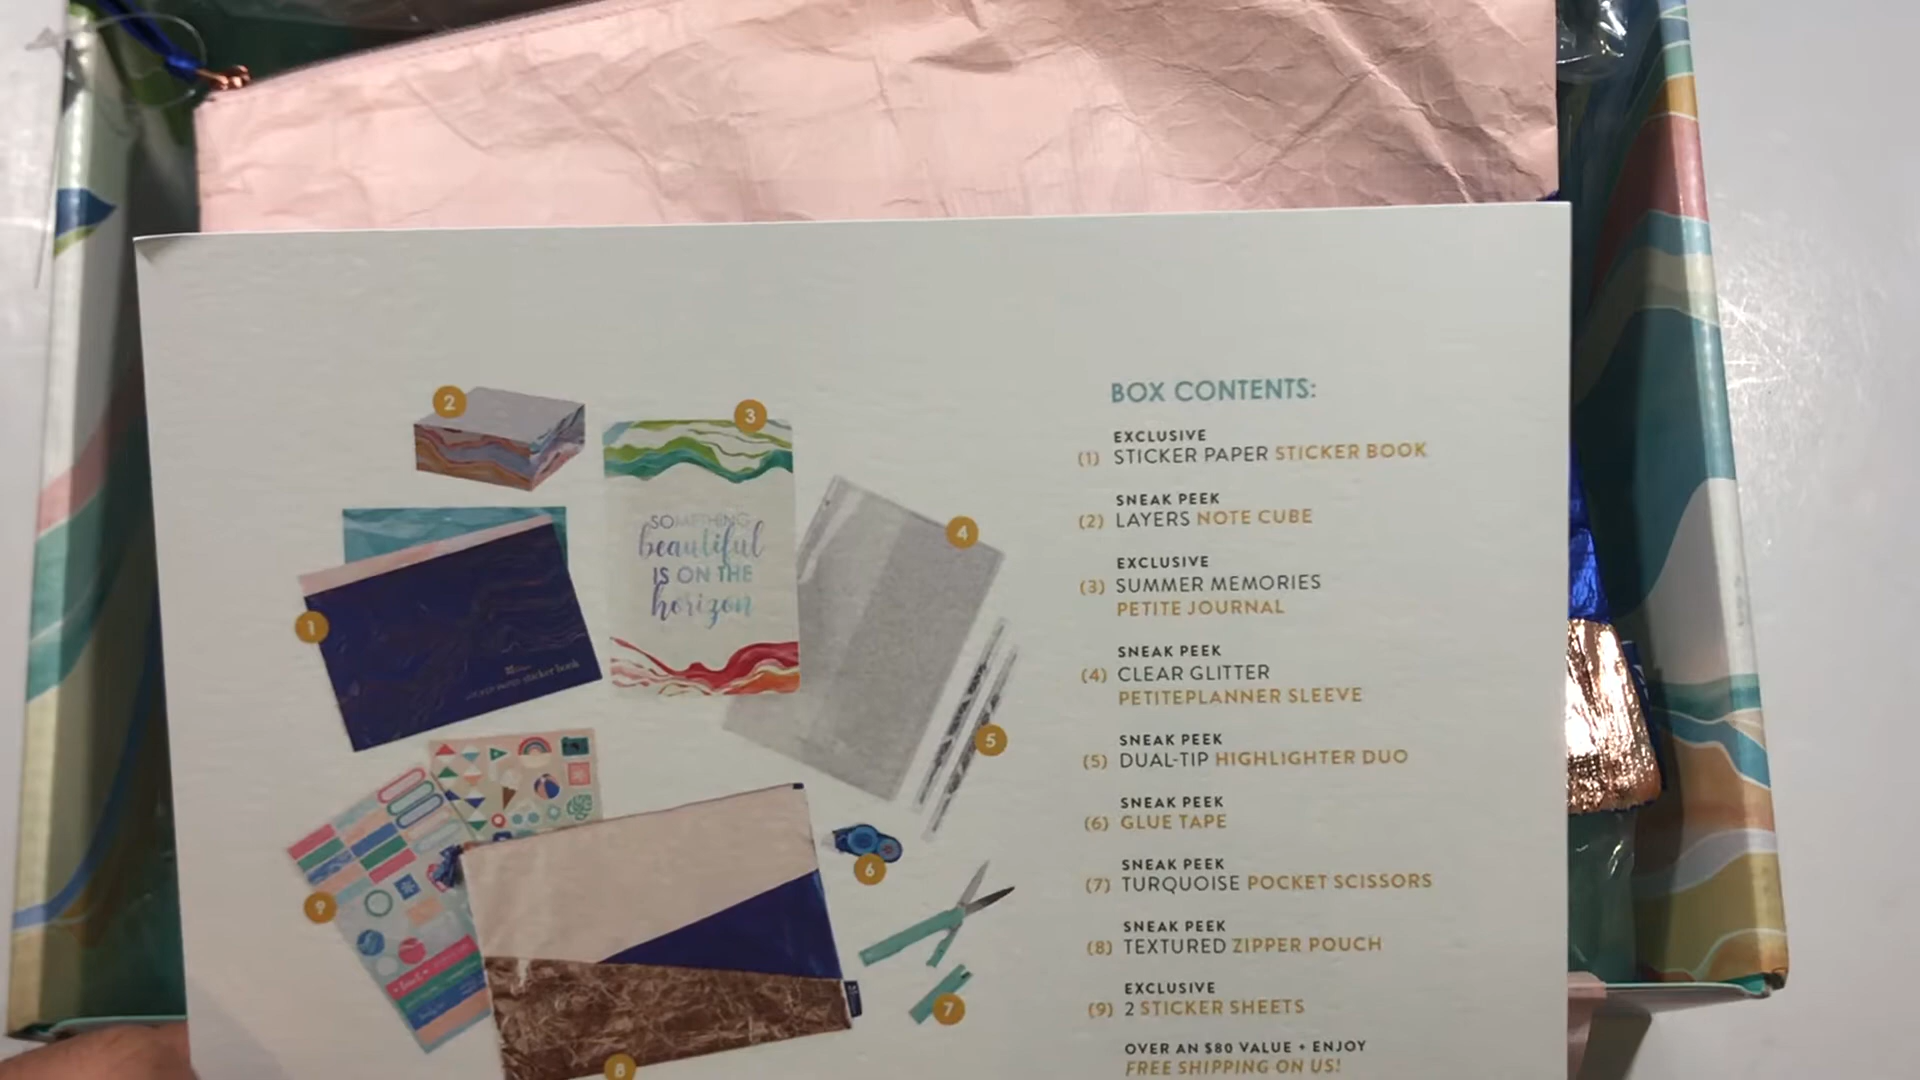 BOX CONTENTS:
EXCLUSIVE
(1) STICKER PAPER STICKER BOOK
SNEAK PEEK
(2) LAYERS NOTE CUBE
EXCLUSIVE
(3) SUMMER MEMORIES
PETITE JOURNAL
SNEAK PEEK
(4) CLEAR GLITTER
PETITEPLANNER SLEEVE
SNEAK PEEK
(5) DUAL-TIP HIGHLIGHTER DUO
SNEAK PEEK
(6) GLUE TAPE
SNEAK PEEK
(7) TURQUOISE POCKET SCISSORS
SNEAK PEEK
(8) TEXTURED ZIPPER POUCH
EXCLUSIVE
(9) 2 STICKER SHEETS
OVER AN $80 VALUE + ENJOY
FREE SHIPPING ON US!
2
3
SOMETHING
beautiful
IS ON THE
horizon
4
1
sticker book
5
6
9
7
8